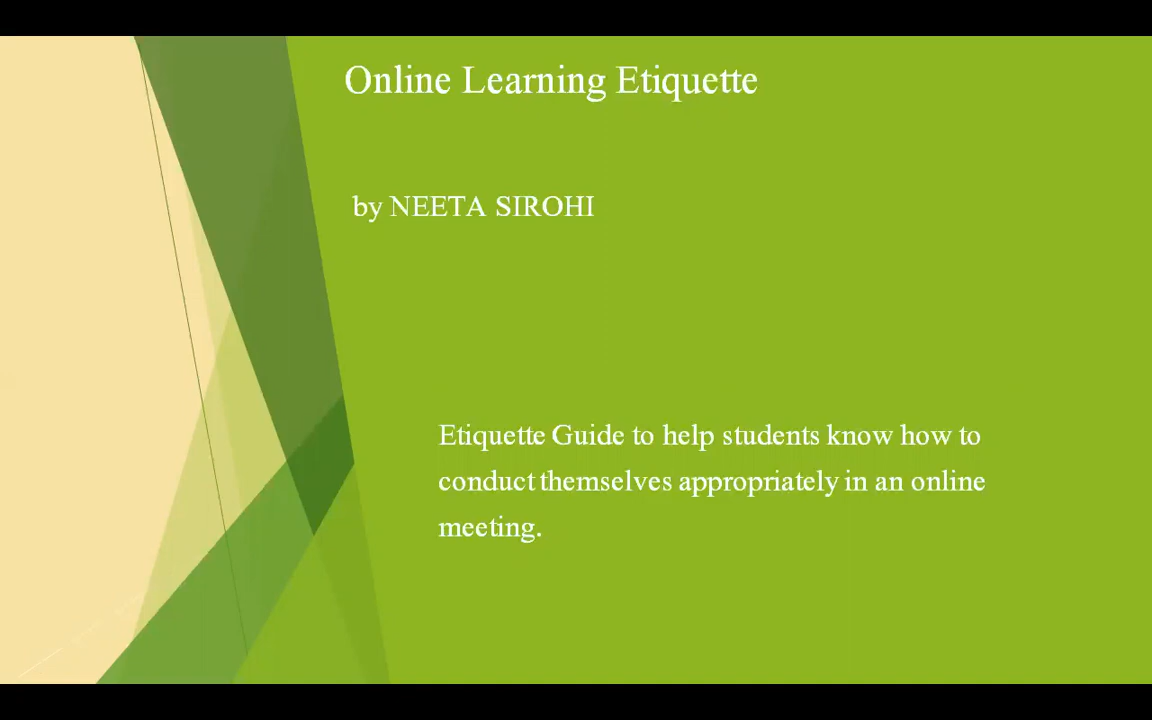 Online Learning Etiquette
by NEETA SIROHI
Etiquette Guide to help students know how to
conduct themselves appropriately in an online
meeting.